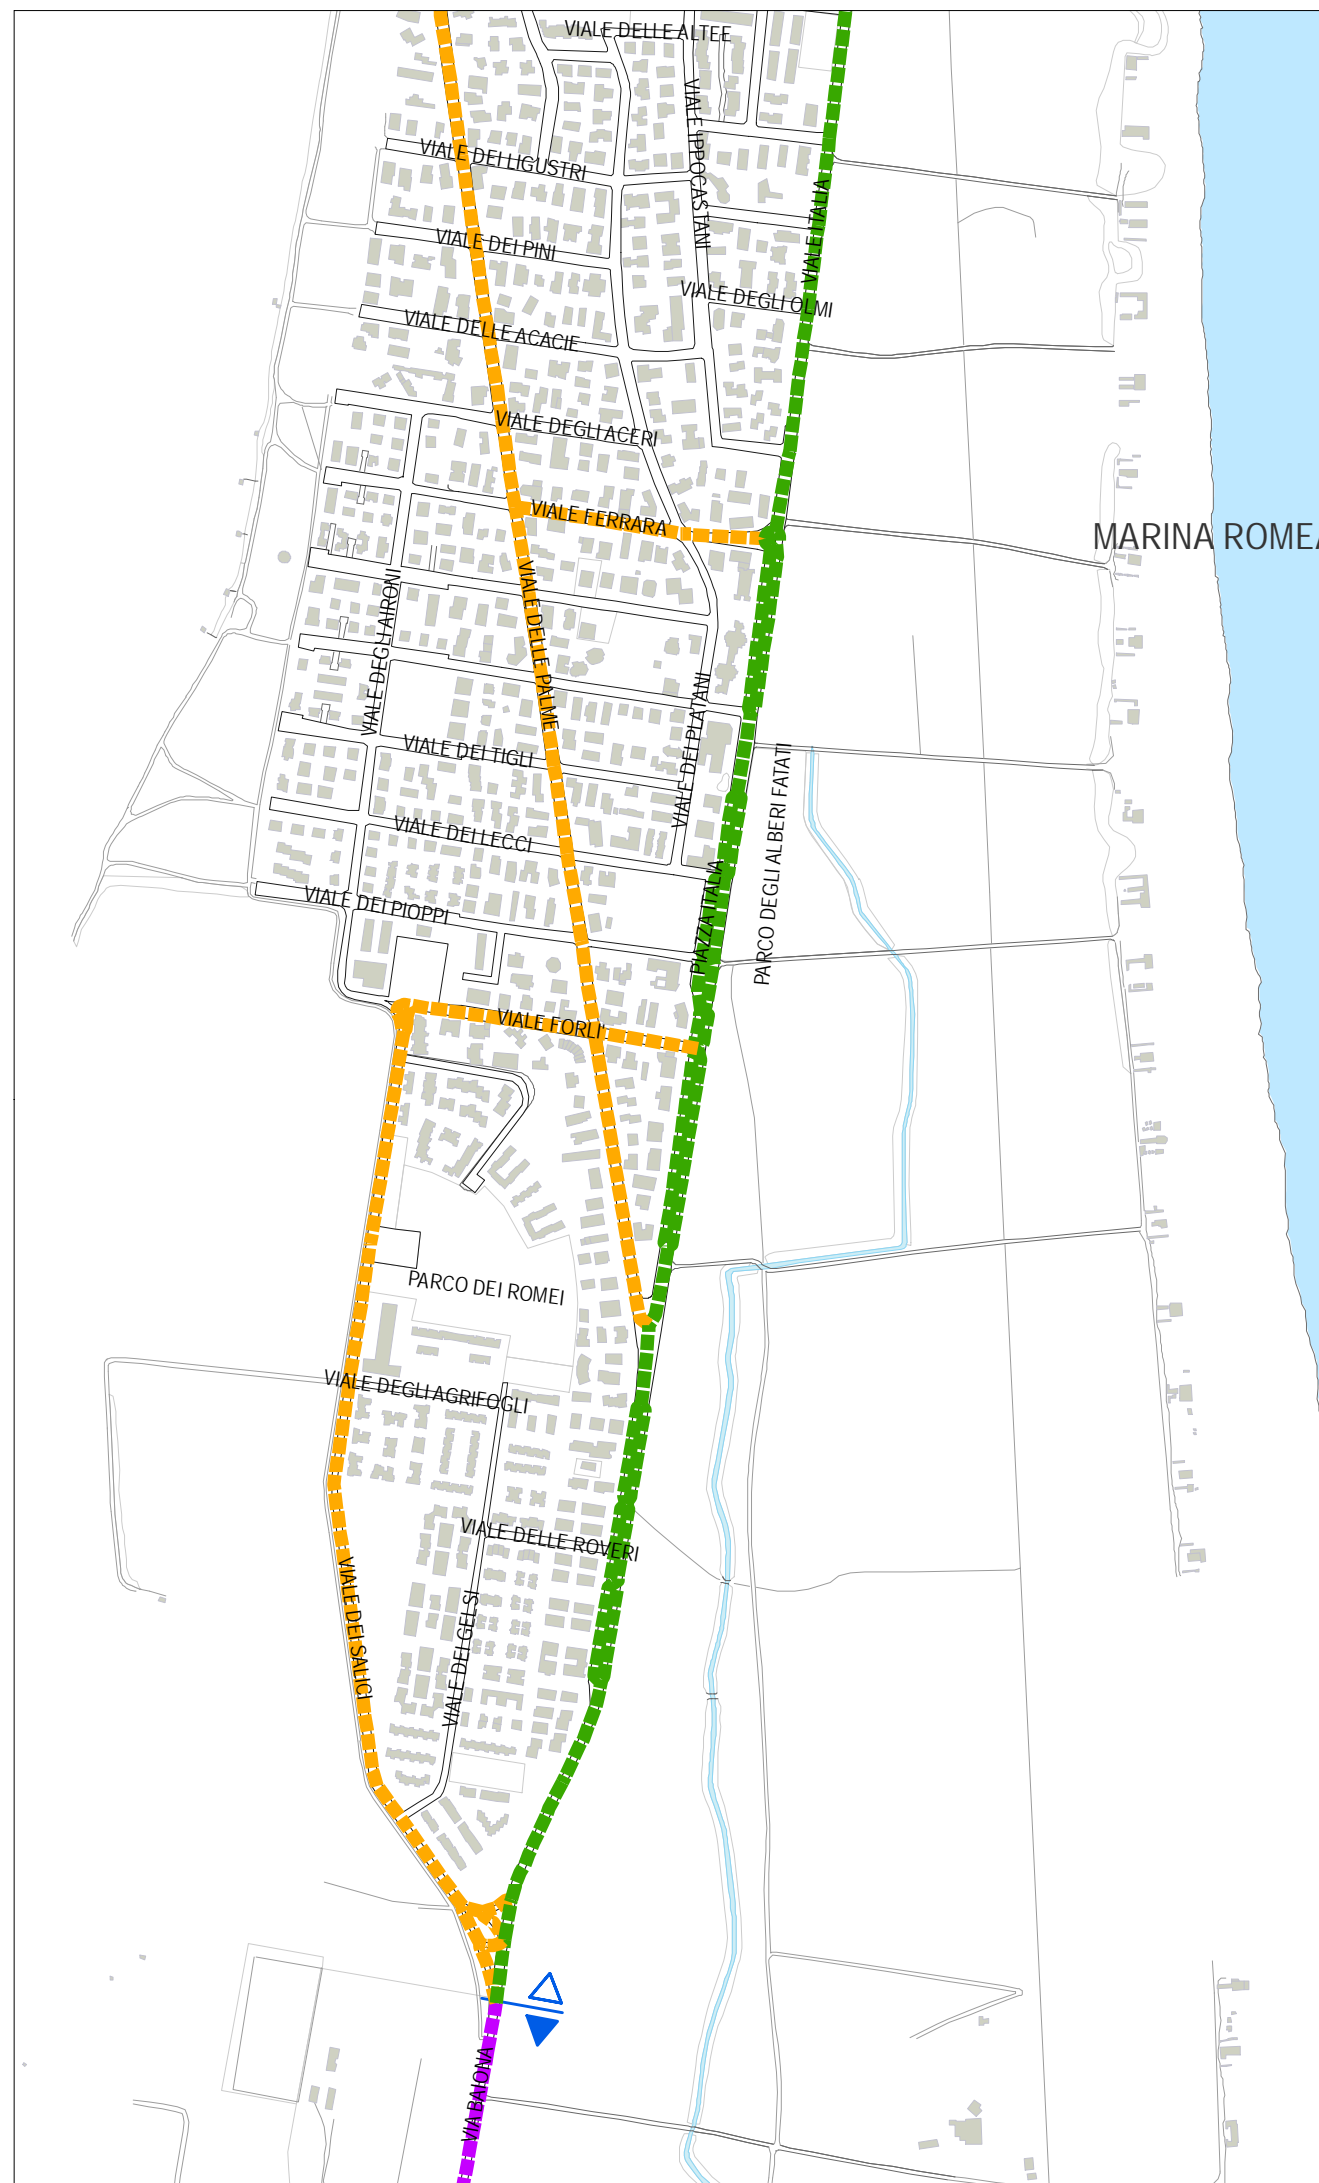 VIALE DELLE ALTEE
VIALE IPPOCASTANI
VIALE DEI LIGUSTRI
VIALE ITALIA
VIALE DEI PINI
VIALE DEGLI OLMI
VIALE DELLE ACACIE
VIALE DEGLI ACERI
VIALE FERRARA
MARINA ROMEA
VIALE DEGLI AIRONI
VIALE DELLE PALME
VIALE DEI PLATANI
VIALE DEI TIGLI
PARCO DEGLI ALBERI FATATI
VIALE DEI LECCI
PIAZZA ITALIA
VIALE DEI PIOPPI
VIALE FORLI'
PARCO DEI ROMEI
VIALE DEGLI AGRIFOGLI
VIALE DELLE ROVERI
VIALE DEI SALICI
VIALE DEI GELSI
VIA BAIONA